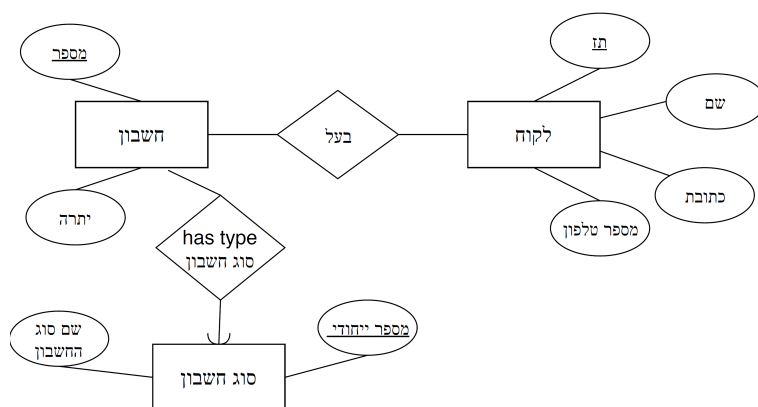 תז
מספר
שם
חשבון
בעל
לקוח
כתובת
יתרה
מספר טלפון
has type
סוג חשבון
מספר ייחודי
שם סוג
החשבון
סוג חשבון